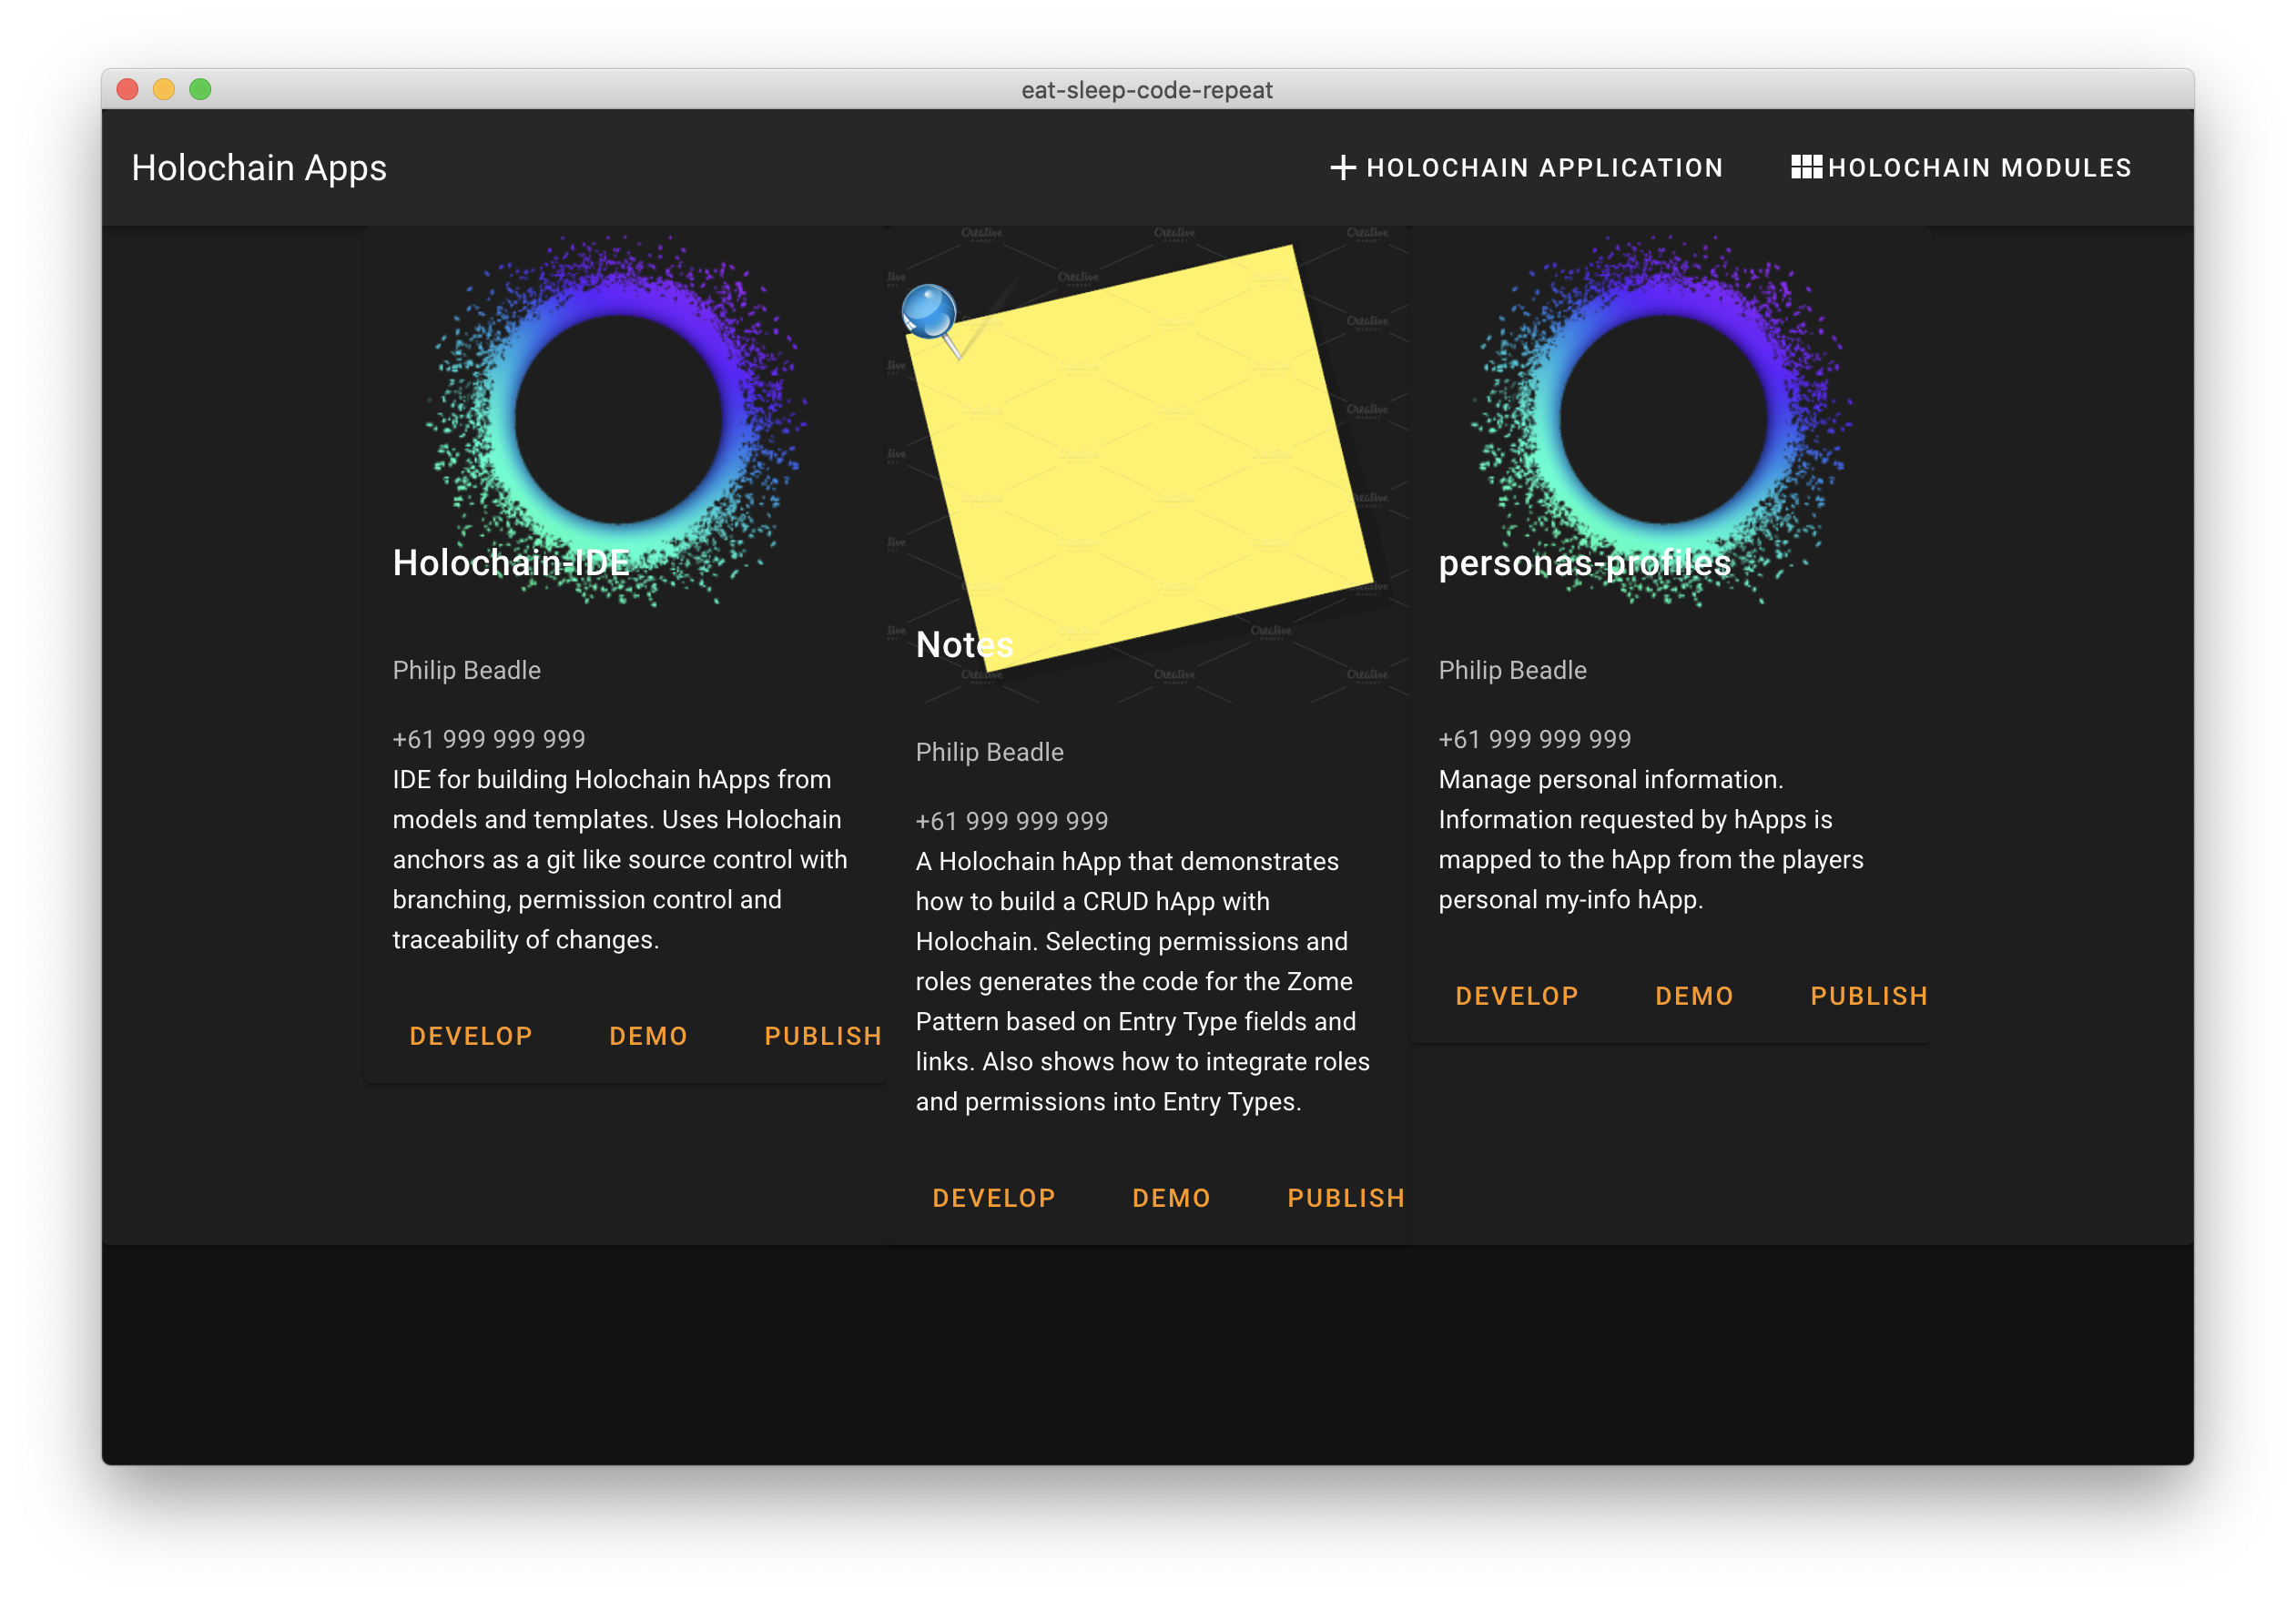 eat-sleep-code-repeat
Holochain Apps
HOLOCHAIN APPLICATION
HOLOCHAIN MODULES
Holochain-IDE
Philip Beadle
+61 999 999 999
IDE for building Holochain hApps from
models and templates. Uses Holochain
anchors as a git like source control with
branching, permission control and
traceability of changes.
DEVELOP DEMO PUBLISH
Creative
MARKET
Notes
Philip Beadle
+61 999 999 999
A Holochain hApp that demonstrates
how to build a CRUD hApp with
Holochain. Selecting permissions and
roles generates the code for the Zome
Pattern based on Entry Type fields and
links. Also shows how to integrate roles
and permissions into Entry Types.
DEVELOP DEMO PUBLISH
personas-profiles
Philip Beadle
+61 999 999 999
Manage personal information.
Information requested by hApps is
mapped to the hApp from the players
personal my-info hApp.
DEVELOP DEMO PUBLISH